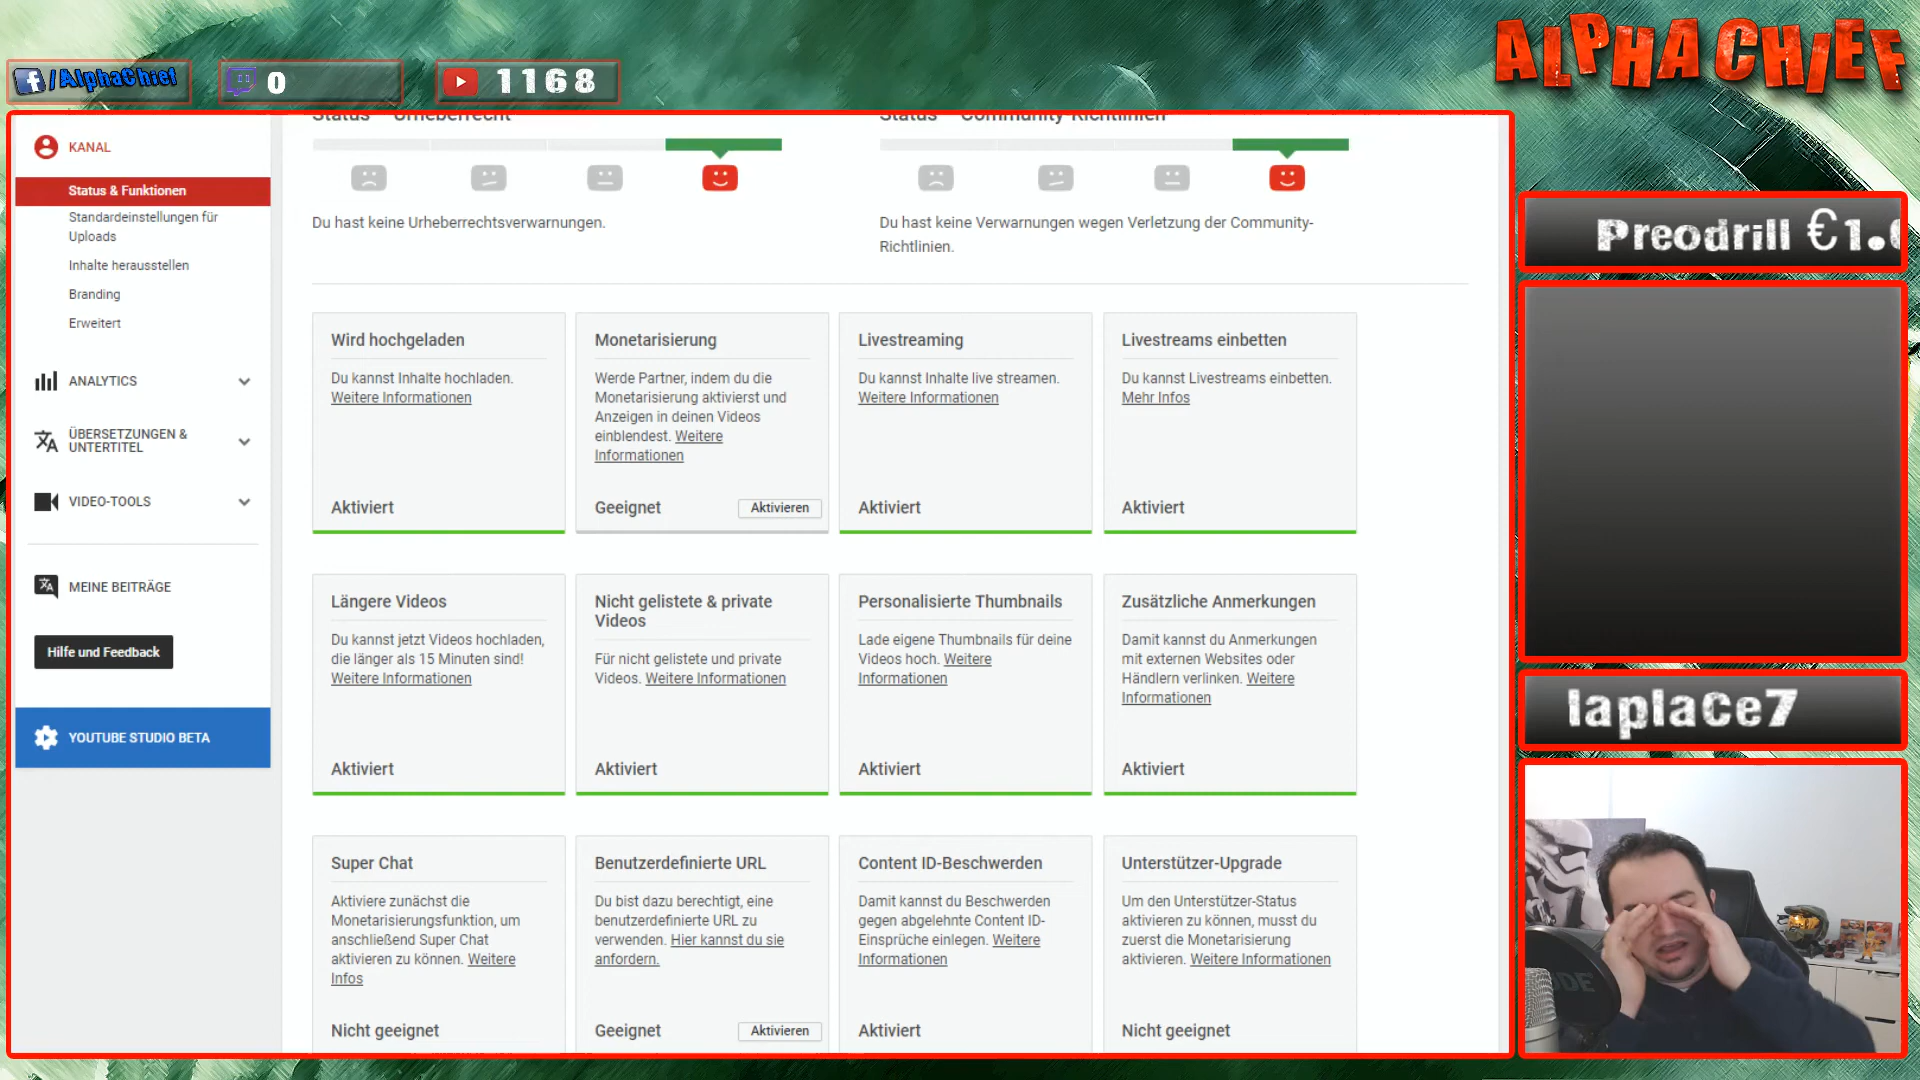 ALPHA CHIEF
/AlphaChief
0
1168
KANAL
Status & Funktionen
Standardeinstellungen für
Uploads
Inhalte herausstellen
Branding
Erweitert
ANALYTICS
ÜBERSETZUNGEN &
UNTERTITEL
VIDEO-TOOLS
MEINE BEITRÄGE
Hilfe und Feedback
YOUTUBE STUDIO BETA
Status Urheberrecht
Du hast keine Urheberrechtsverwarnungen.
Status Community-Richtlinien
Du hast keine Verwarnungen wegen Verletzung der Community-
Richtlinien.
Wird hochgeladen
Du kannst Inhalte hochladen.
Weitere Informationen
Aktiviert
Monetarisierung
Werde Partner, indem du die
Monetarisierung aktivierst und
Anzeigen in deinen Videos
einblendest. Weitere
Informationen
Geeignet Aktivieren
Livestreaming
Du kannst Inhalte live streamen.
Weitere Informationen
Aktiviert
Livestreams einbetten
Du kannst Livestreams einbetten.
Mehr Infos
Aktiviert
Längere Videos
Du kannst jetzt Videos hochladen,
die länger als 15 Minuten sind!
Weitere Informationen
Aktiviert
Nicht gelistete & private
Videos
Für nicht gelistete und private
Videos. Weitere Informationen
Aktiviert
Personalisierte Thumbnails
Lade eigene Thumbnails für deine
Videos hoch. Weitere
Informationen
Aktiviert
Zusätzliche Anmerkungen
Damit kannst du Anmerkungen
mit externen Websites oder
Händlern verlinken. Weitere
Informationen
Aktiviert
Super Chat
Aktiviere zunächst die
Monetarisierungsfunktion, um
anschließend Super Chat
aktivieren zu können. Weitere
Infos
Nicht geeignet
Benutzerdefinierte URL
Du bist dazu berechtigt, eine
benutzerdefinierte URL zu
verwenden. Hier kannst du sie
anfordern.
Geeignet Aktivieren
Content ID-Beschwerden
Damit kannst du Beschwerden
gegen abgelehnte Content ID-
Einsprüche einlegen. Weitere
Informationen
Aktiviert
Unterstützer-Upgrade
Um den Unterstützer-Status
aktivieren zu können, musst du
zuerst die Monetarisierung
aktivieren. Weitere Informationen
Nicht geeignet
Preodrill €1.
laplace7